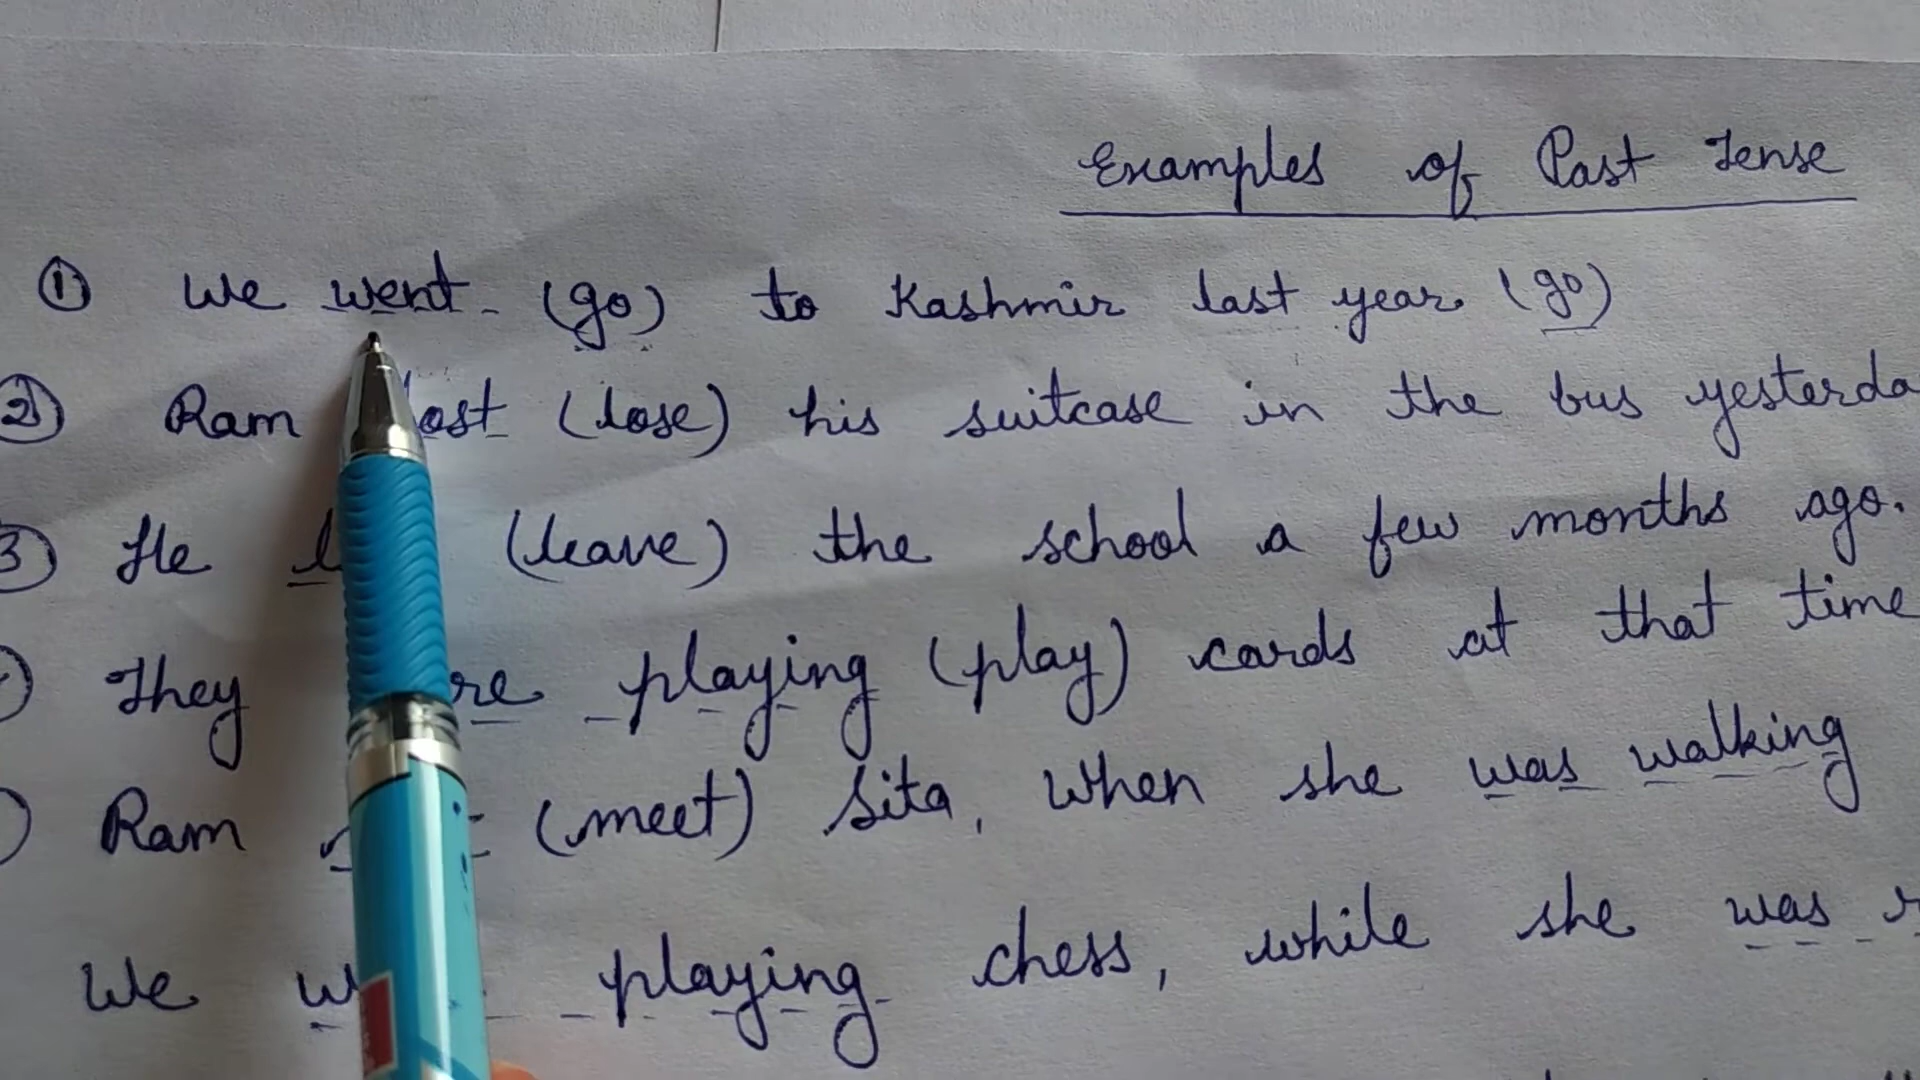 Examples of Past Tense
① We went (go) to Kashmir last year (go)
② Ram lost (lose) his suitcase in the bus
3 He (leave) the school a few months ago.
They playing (play) cards at that time
Ram (meet) Sita, when she was walking
We playing chess, while she was